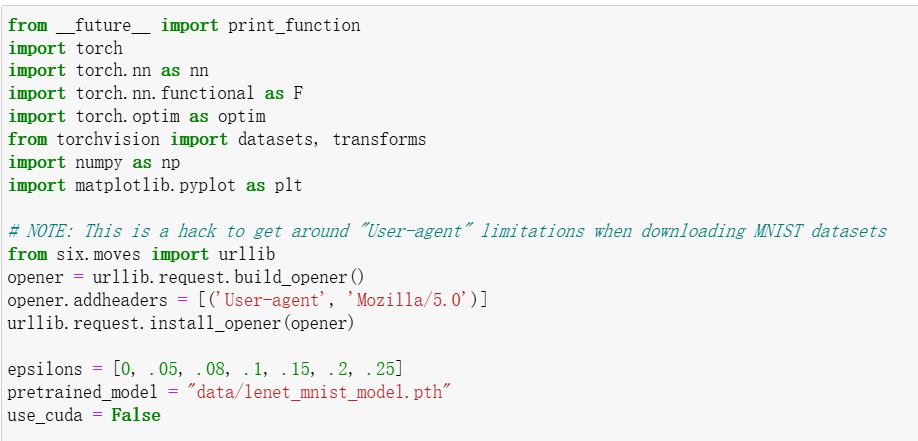 from __future__ import print_function
import torch
import torch.nn as nn
import torch.nn.functional as F
import torch.optim as optim
from torchvision import datasets, transforms
import numpy as np
import matplotlib.pyplot as plt
# NOTE: This is a hack to get around "User-agent" limitations when downloading MNIST datasets
from six.moves import urllib
opener = urllib.request.build_opener()
opener.addheaders = [('User-agent', 'Mozilla/5.0')]
urllib.request.install_opener(opener)
epsilons = [0, .05, .08, .1, .15, .2, .25]
pretrained_model = "data/lenet_mnist_model.pth"
use_cuda = False